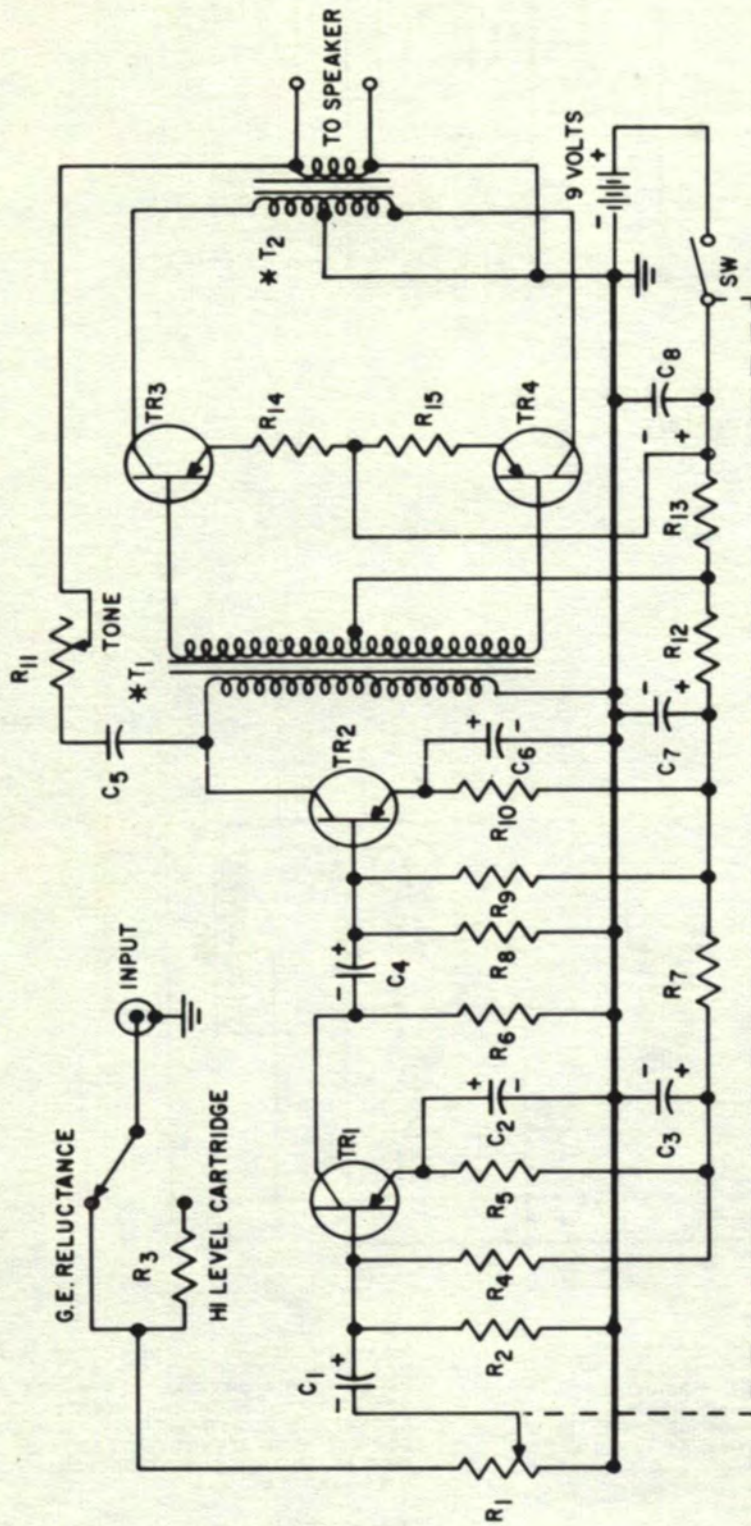 G.E. RELUCTANCE
INPUT
R3
HI LEVEL CARTRIDGE
R11
TONE
C5
*T1
*T2
TO SPEAKER
TR1
TR2
TR3
TR4
R14
R15
C1
- +
C4
- +
R1
R2
R4
R5
C2
+
-
R6
R8
R9
R10
C6
+
-
9 VOLTS
- +
C3
-
+
R7
C7
-
+
R12
R13
-
+
C8
SW